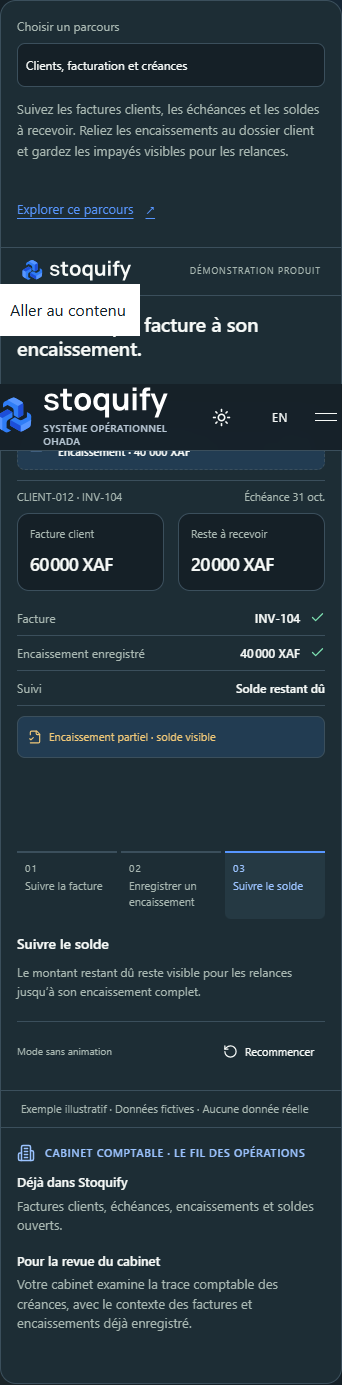 Choisir un parcours
Clients, facturation et créances
Suivez les factures clients, les échéances et les soldes
à recevoir. Reliez les encaissements au dossier client
et gardez les impayés visibles pour les relances.
Explorer ce parcours ↗
stoquify
DÉMONSTRATION PRODUIT
Aller au contenu
facture à son
encaissement.
stoquify
SYSTÈME OPÉRATIONNEL
OHADA
EN
Encaissement · 40 000 XAF
CLIENT-012 · INV-104
Échéance 31 oct.
Facture client
60 000 XAF
Reste à recevoir
20 000 XAF
Facture
INV-104
Encaissement enregistré
40 000 XAF
Suivi
Solde restant dû
Encaissement partiel · solde visible
01
Suivre la facture
02
Enregistrer un
encaissement
03
Suivre le solde
Suivre le solde
Le montant restant dû reste visible pour les relances
jusqu’à son encaissement complet.
Mode sans animation
Recommencer
Exemple illustratif · Données fictives · Aucune donnée réelle
CABINET COMPTABLE · LE FIL DES OPÉRATIONS
Déjà dans Stoquify
Factures clients, échéances, encaissements et soldes
ouverts.
Pour la revue du cabinet
Votre cabinet examine la trace comptable des
créances, avec le contexte des factures et
encaissements déjà enregistré.